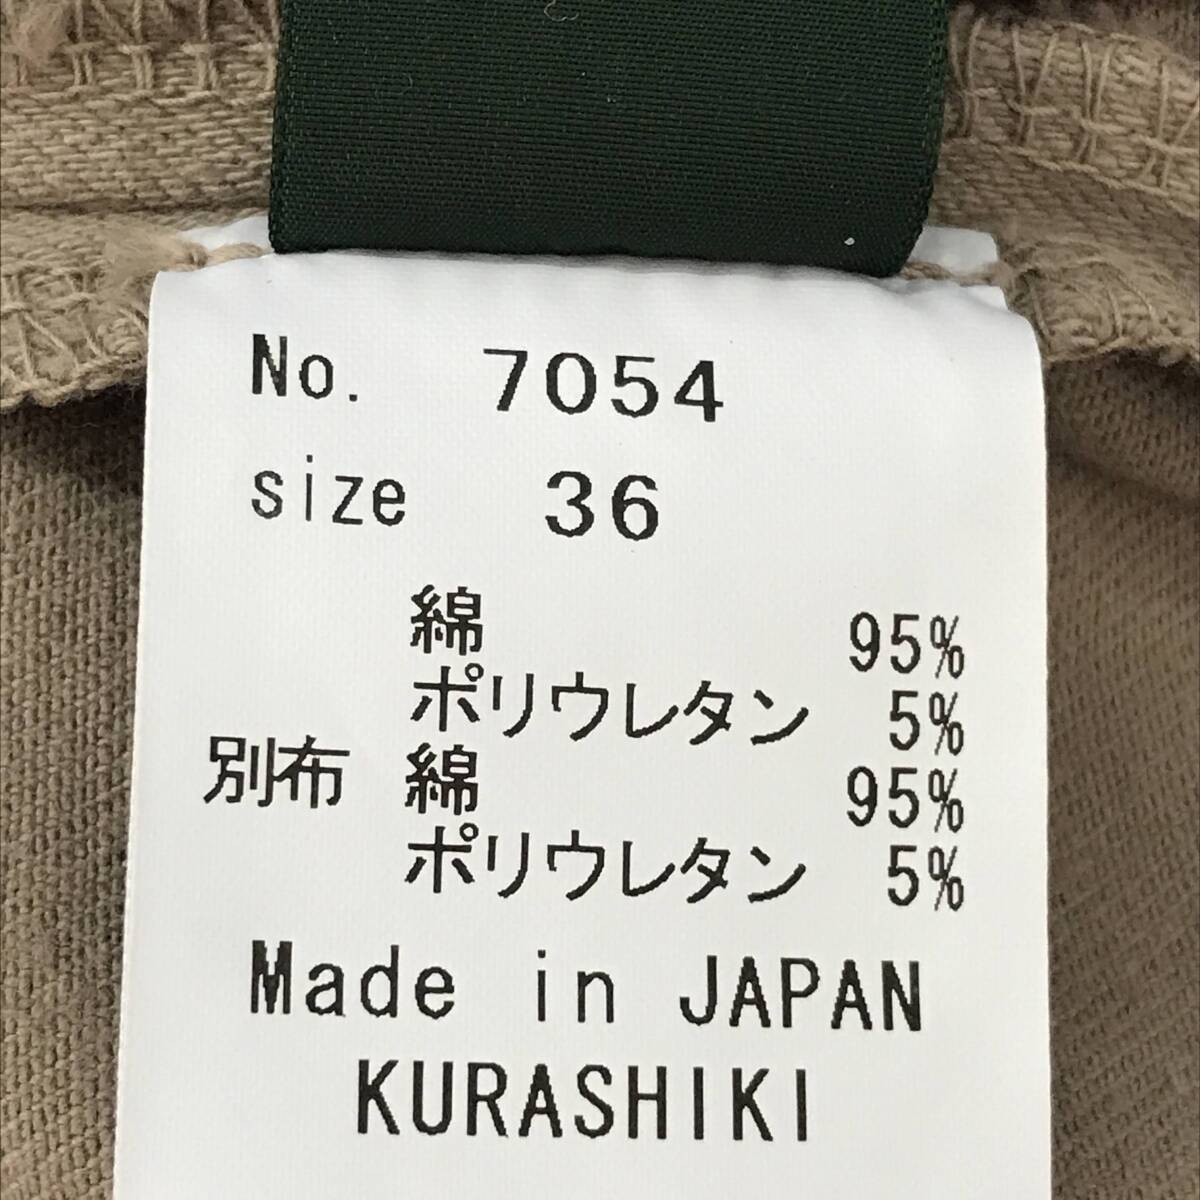 No. 7054
size 36
綿 95%
ポリウレタン 5%
別布 綿 95%
ポリウレタン 5%
Made in JAPAN
KURASHIKI